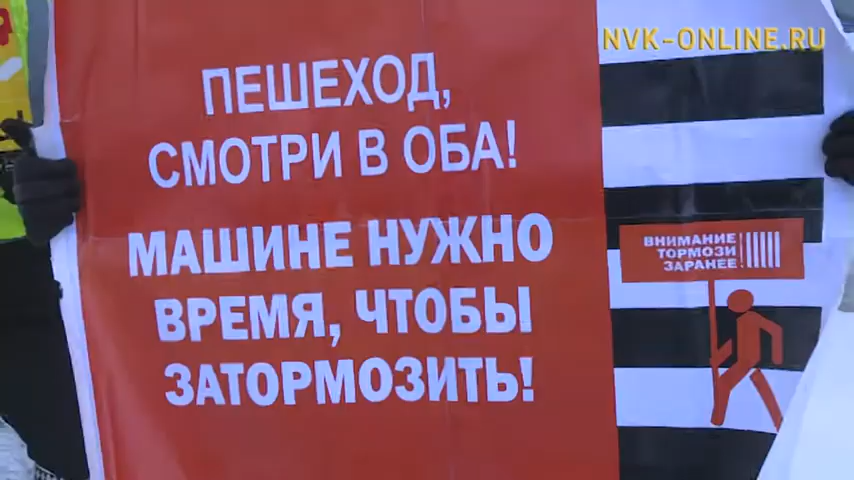 NVK-ONLINE.RU
ПЕШЕХОД,
СМОТРИ В ОБА!
МАШИНЕ НУЖНО
ВРЕМЯ, ЧТОБЫ
ЗАТОРМОЗИТЬ!
ВНИМАНИЕ
ТОРМОЗИ
ЗАРАНЕЕ!